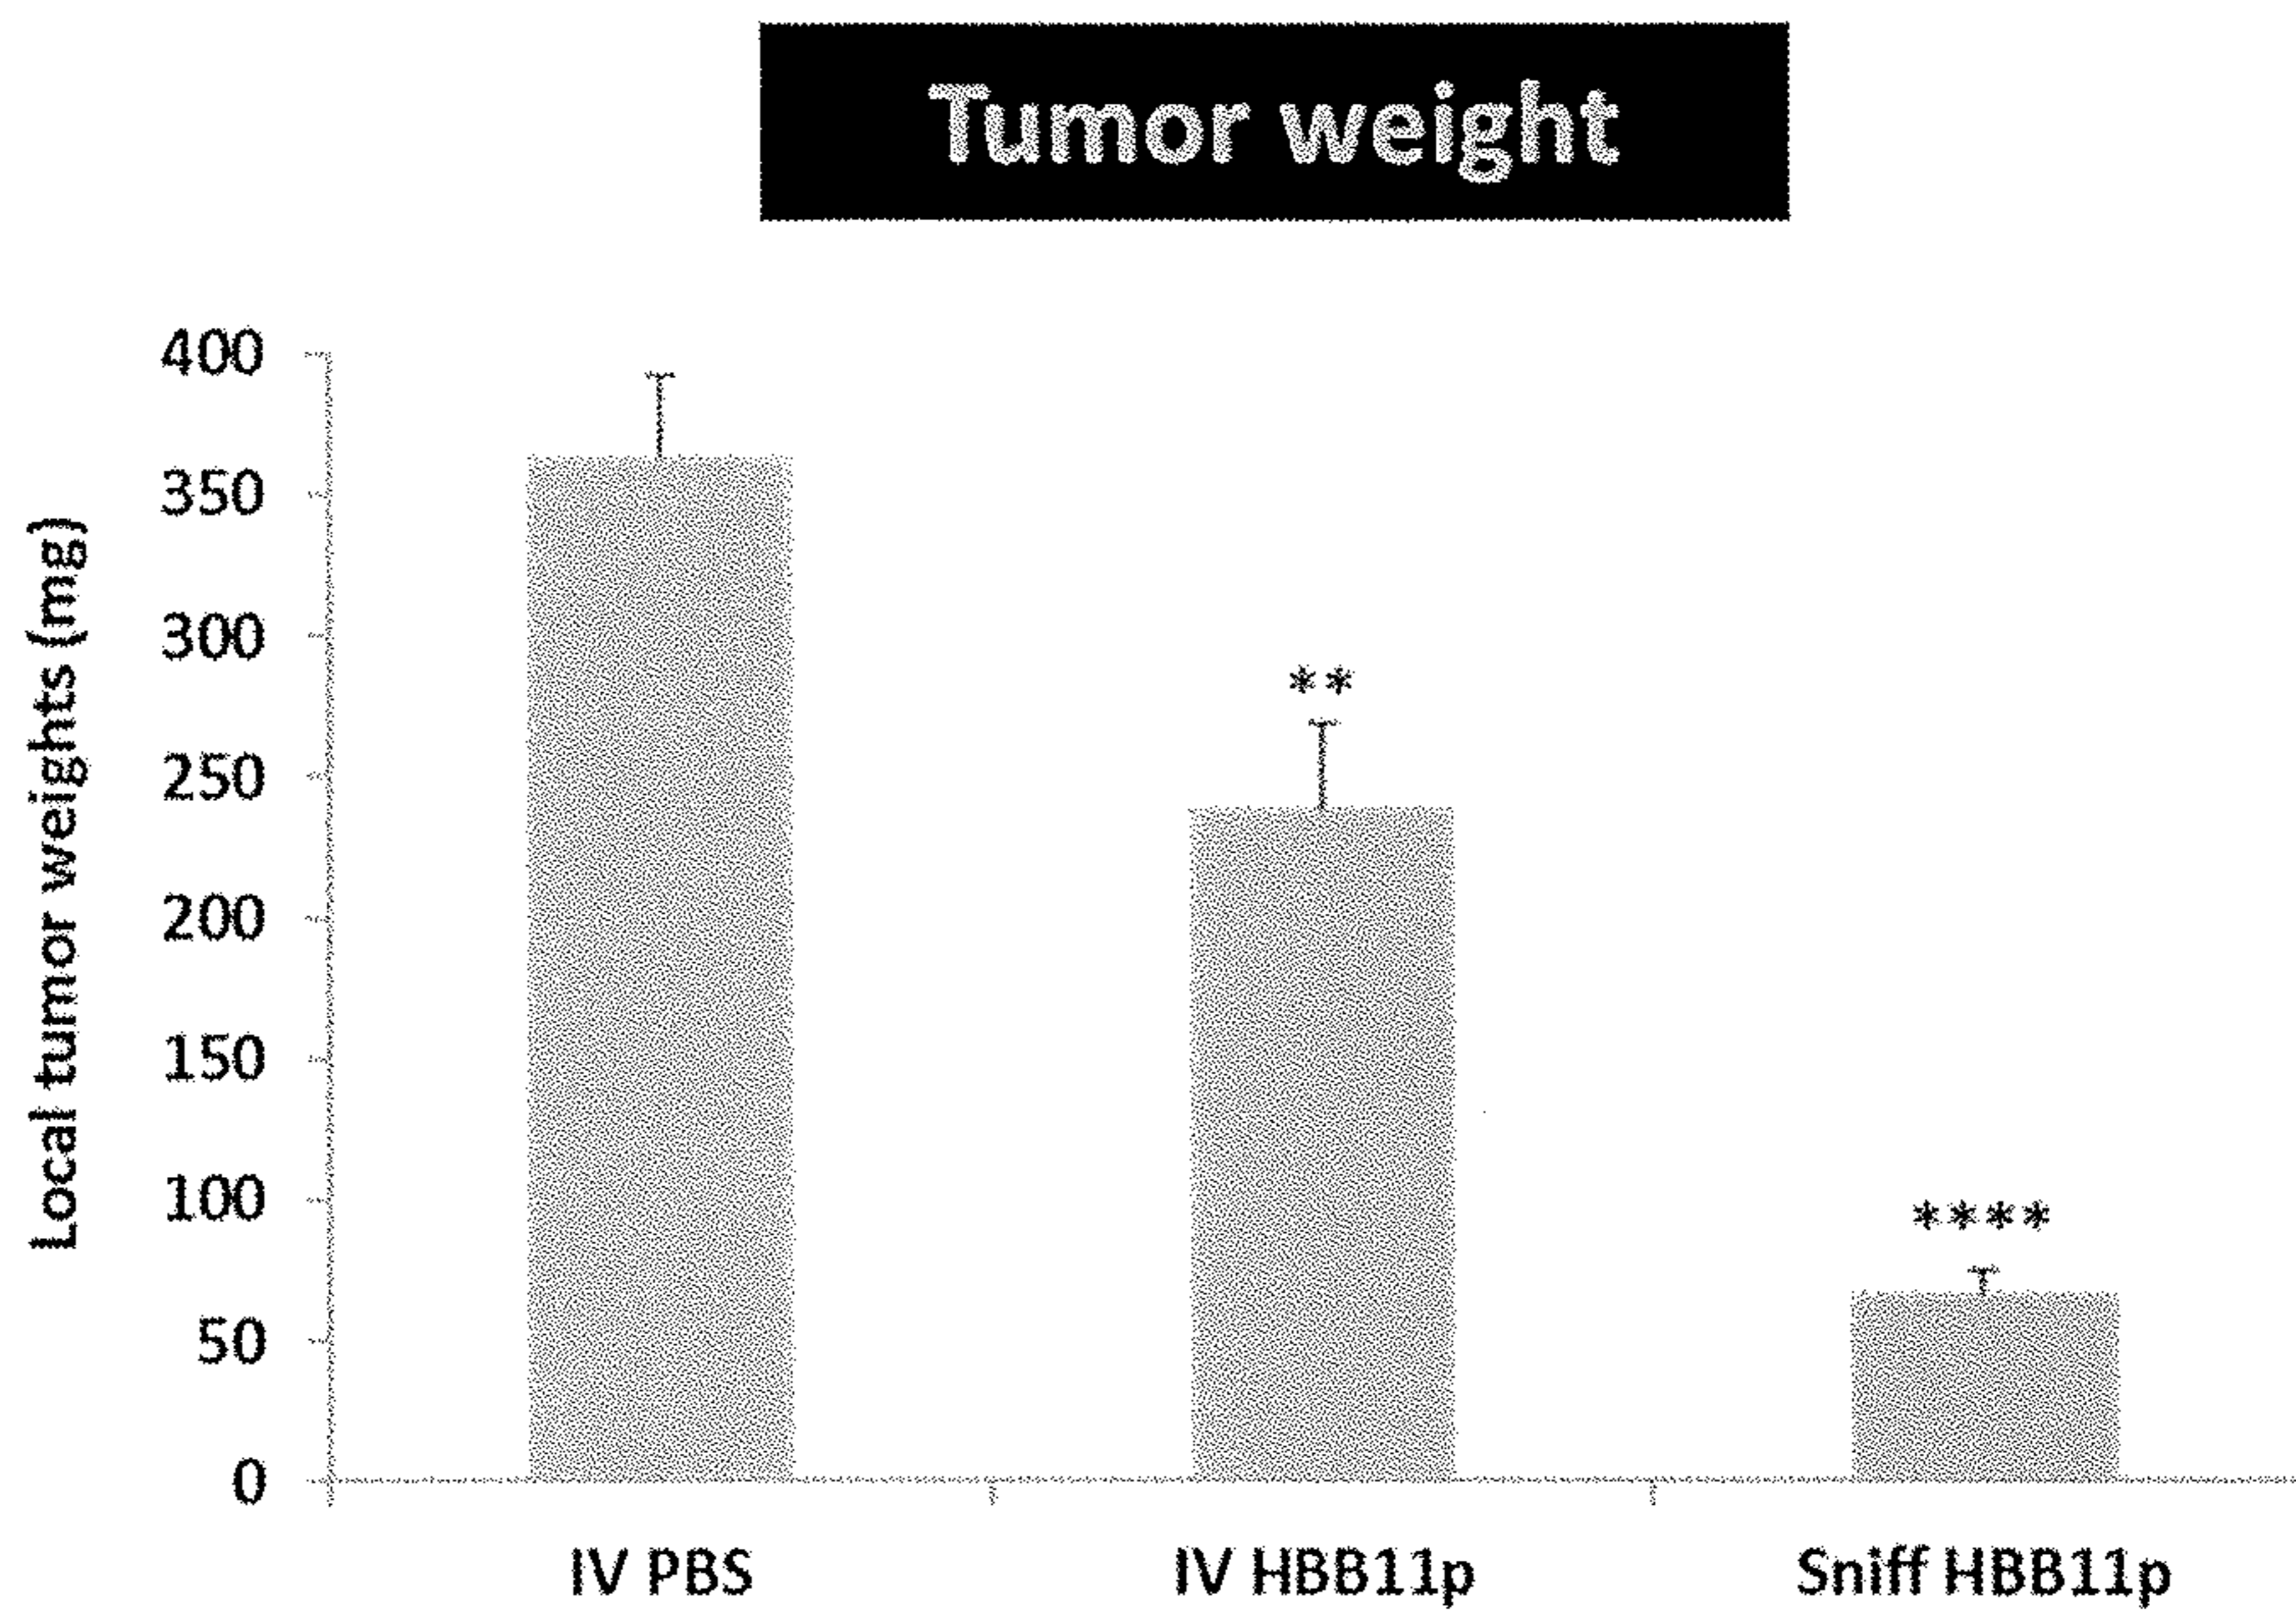 Tumor weight
Local tumor weights (mg)
400
350
300
250
200
150
100
50
0
**
****
IV PBS
IV HBB11p
Sniff HBB11p